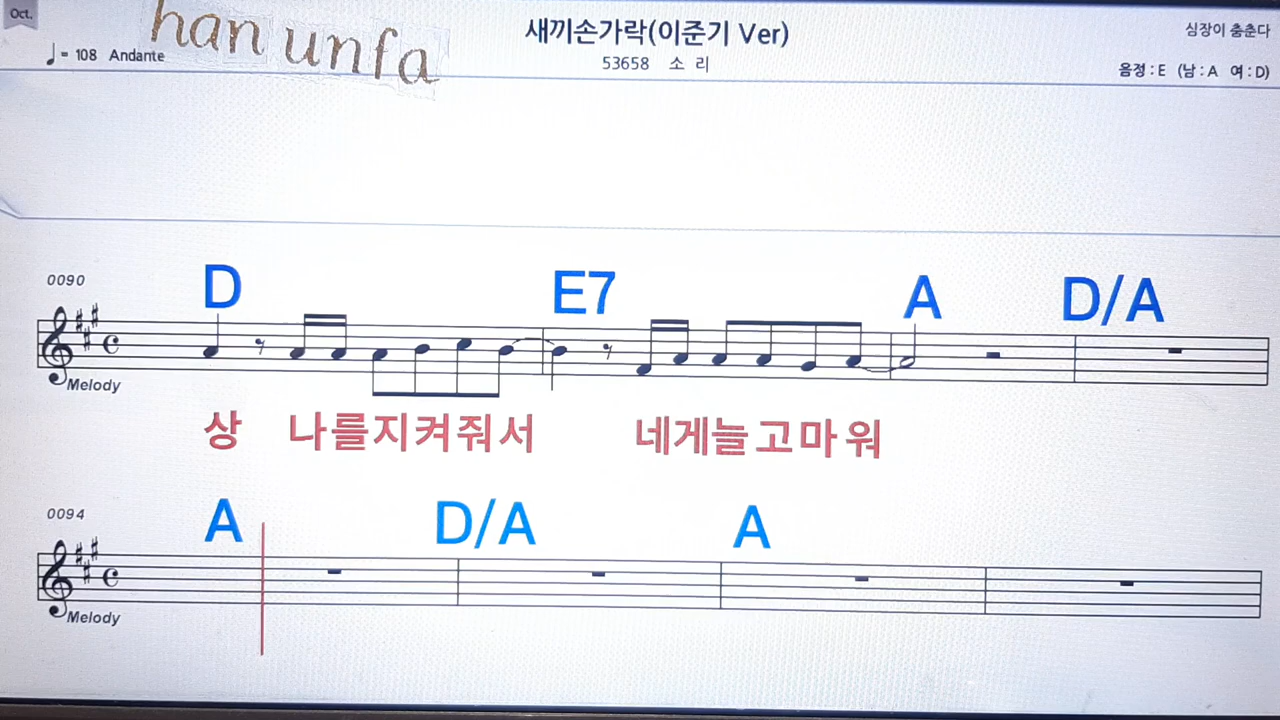 Oct.
han unfa
새끼손가락(이준기 Ver)
심장이 춤춘다
♩= 108 Andante
53658 소 리
음정 : E (남 : A 여 : D)
0090
D E7 A D/A
Melody
상 나를지켜줘서 네게늘고마워
0094
A D/A A
Melody